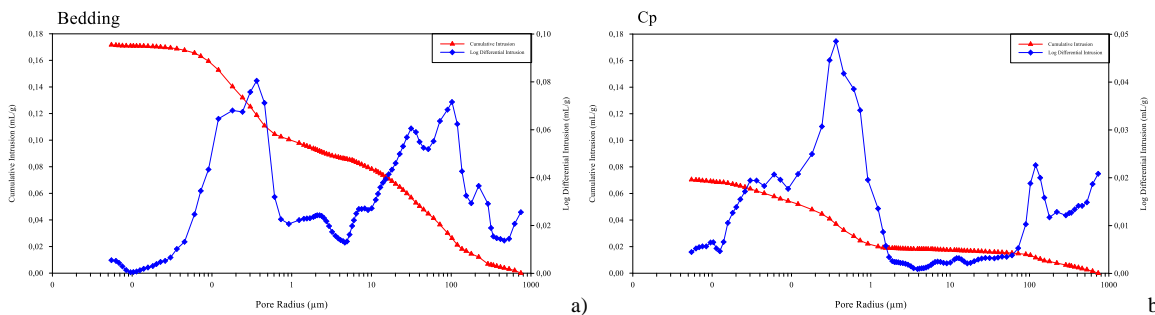 Bedding
Cumulative Intrusion (mL/g)
0,18
0,16
0,14
0,12
0,10
0,08
0,06
0,04
0,02
0,00
Cumulative Intrusion
Log Differential Intrusion
0,10
0,08
0,06
0,04
0,02
0,00
Log Differential Intrusion (mL/g)
0 0 0 1 10 100 1000
Pore Radius (µm)
a)
Cp
Cumulative Intrusion (mL/g)
0,18
0,16
0,14
0,12
0,10
0,08
0,06
0,04
0,02
0,00
Cumulative Intrusion
Log Differential Intrusion
0,05
0,04
0,03
0,02
0,01
0,00
Log Differential Intrusion (mL/g)
0 0 0 1 10 100 1000
Pore Radius (µm)
b